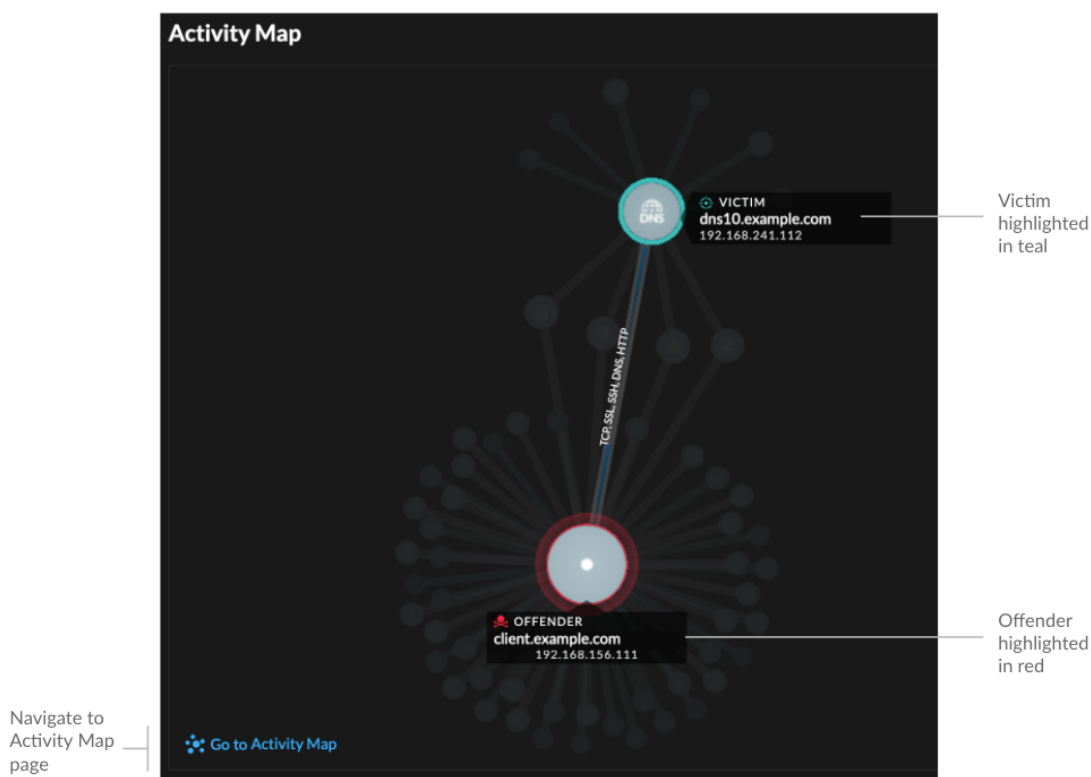 Activity Map
DNS
VICTIM
dns10.example.com
192.168.241.112
Victim
highlighted
in teal
TCP, SSL, SSH, DNS, HTTP
OFFENDER
client.example.com
192.168.156.111
Offender
highlighted
in red
Navigate to
Activity Map
page
Go to Activity Map